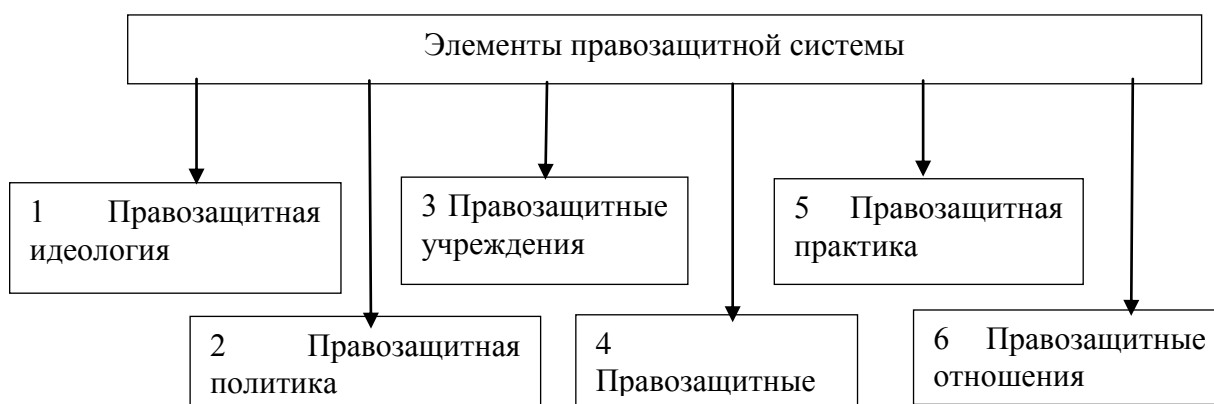 Элементы правозащитной системы
1 Правозащитная
идеология
2 Правозащитная
политика
3 Правозащитные
учреждения
4
Правозащитные
5 Правозащитная
практика
6 Правозащитные
отношения